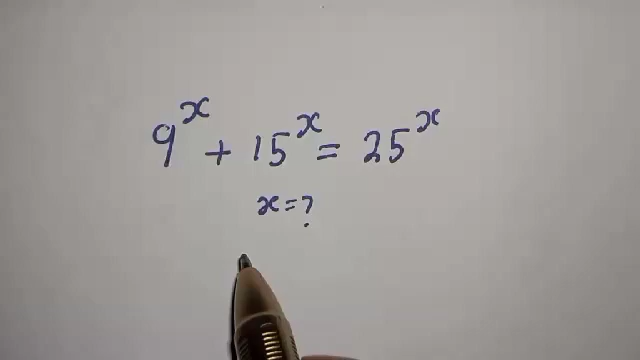 9^x + 15^x = 25^x
x = ?